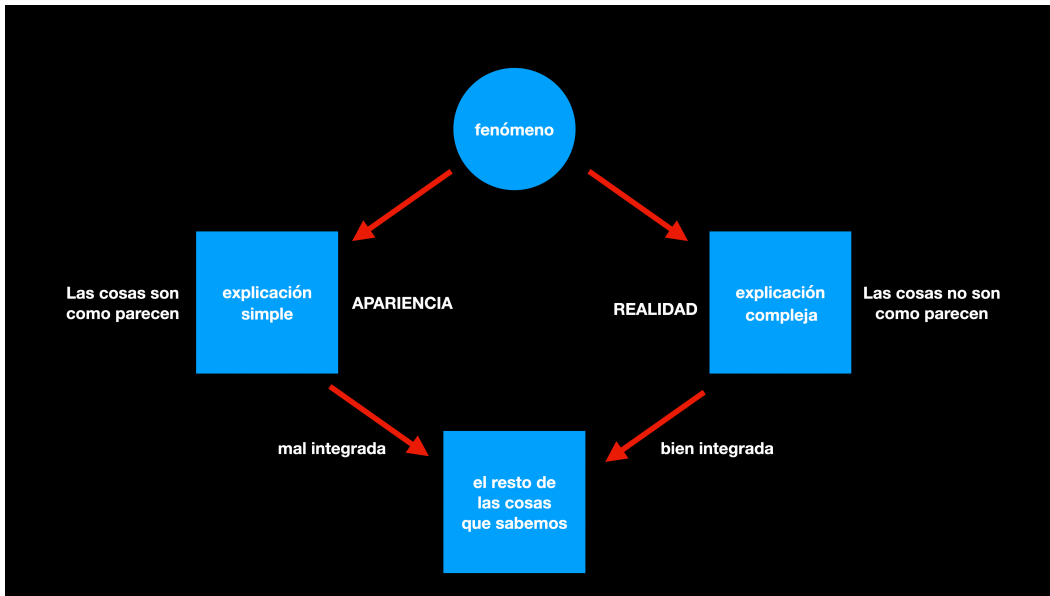 fenómeno
Las cosas son
como parecen
explicación
simple
APARIENCIA
REALIDAD
explicación
compleja
Las cosas no son
como parecen
mal integrada
bien integrada
el resto de
las cosas
que sabemos